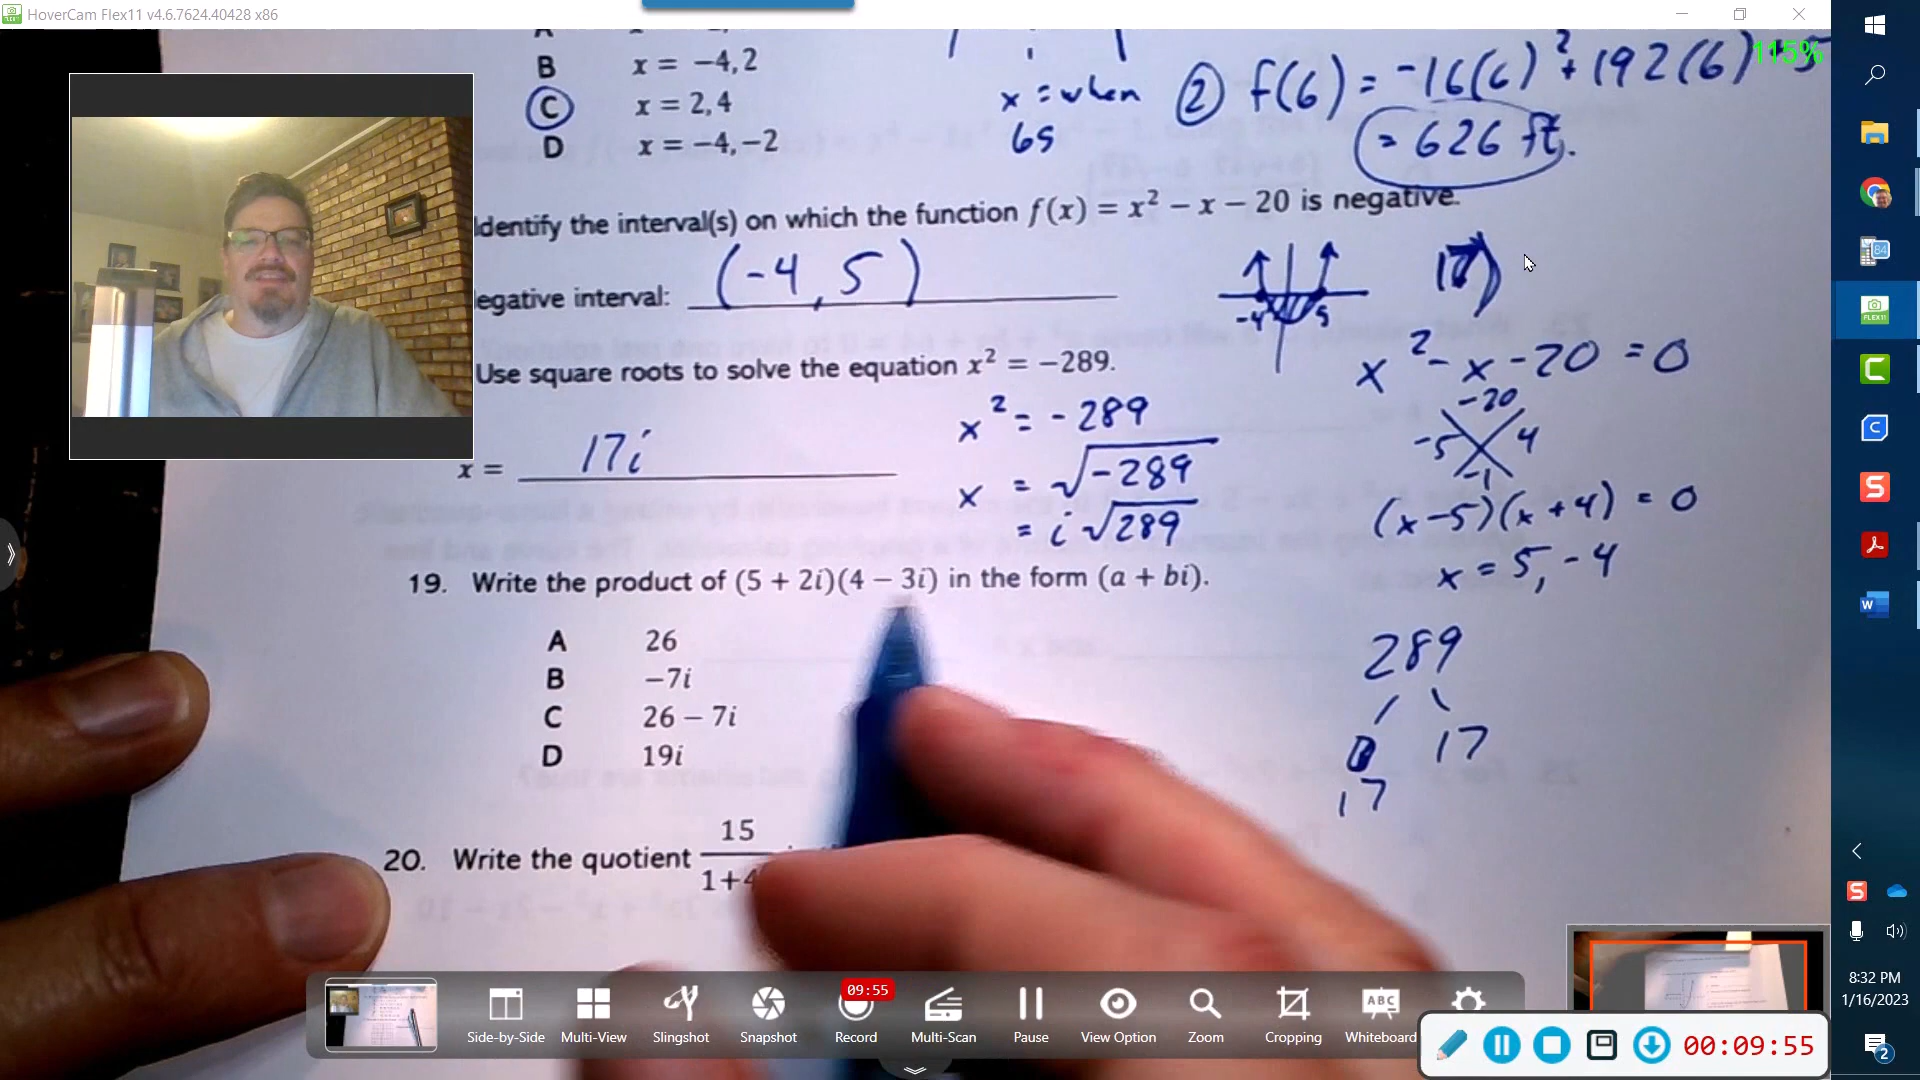 HoverCam Flex11 v4.6.7624.40428 x86
115%
B x = −4,2
C x = 2,4
D x = −4,−2
x = when
6s
② f(6) = -16(6)² + 192(6)
= 626 ft.
Identify the interval(s) on which the function f(x) = x² − x − 20 is negative.
egative interval: (-4, 5)
-4 5
17)
x² - x - 20 = 0
-20
-5 4
-1
(x-5)(x+4) = 0
x = 5, -4
Use square roots to solve the equation x² = −289.
x = 17i
x² = -289
x = √-289
= i√289
19. Write the product of (5 + 2i)(4 − 3i) in the form (a + bi).
A 26
B −7i
C 26 − 7i
D 19i
289
17
17
20. Write the quotient 15
1+4
09:55
Side-by-Side Multi-View Slingshot Snapshot Record Multi-Scan Pause View Option Zoom Cropping Whiteboard
ABC
00:09:55
84
FLEX11
8:32 PM
1/16/2023
2